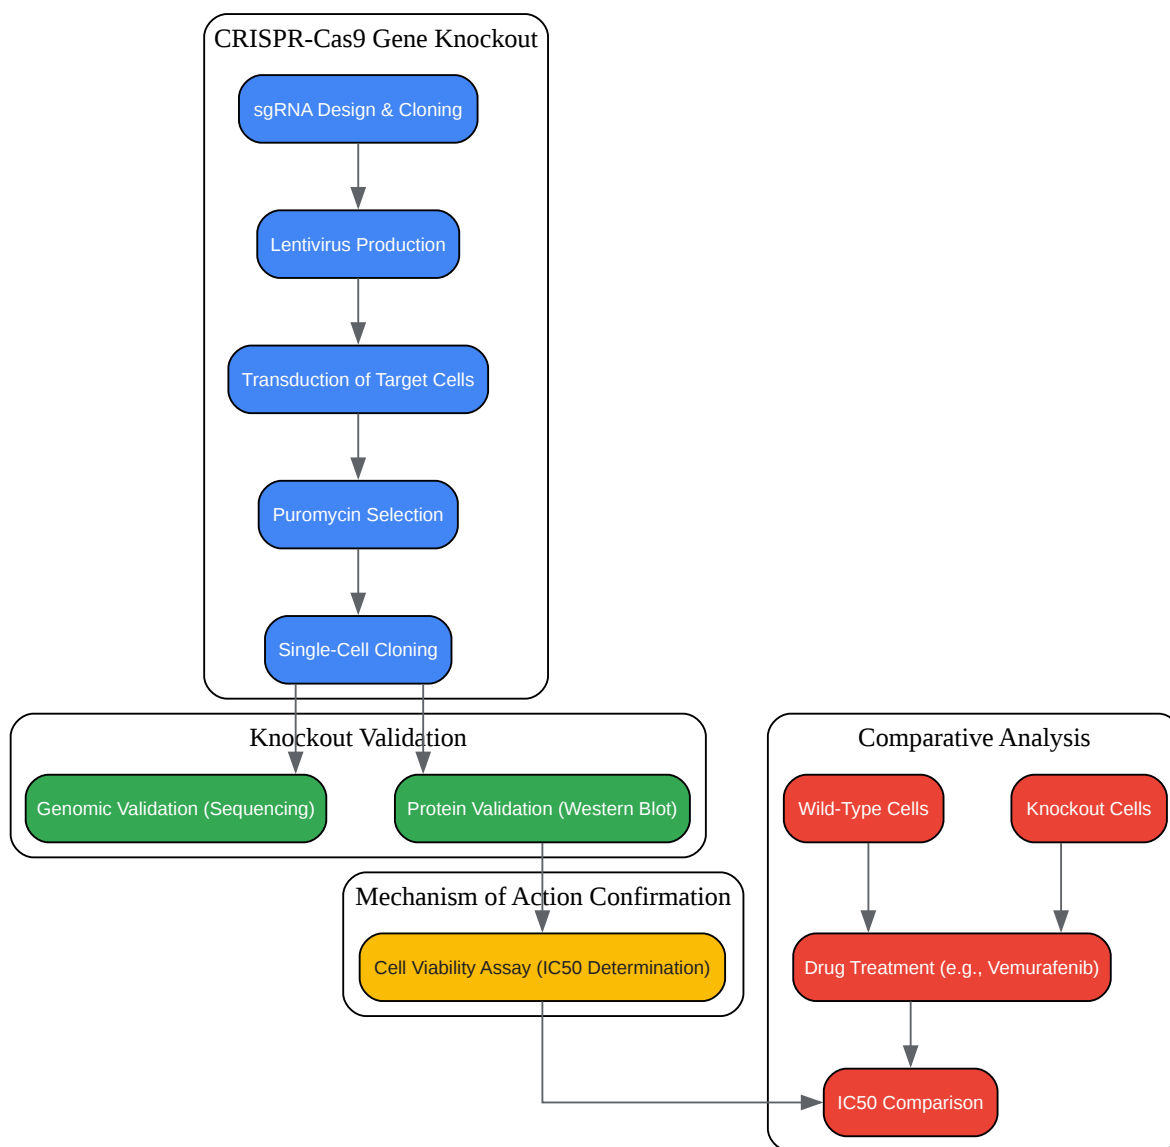 CRISPR-Cas9 Gene Knockout
sgRNA Design & Cloning
Lentivirus Production
Transduction of Target Cells
Puromycin Selection
Single-Cell Cloning
Knockout Validation
Genomic Validation (Sequencing)
Protein Validation (Western Blot)
Mechanism of Action Confirmation
Cell Viability Assay (IC50 Determination)
Comparative Analysis
Wild-Type Cells
Knockout Cells
Drug Treatment (e.g., Vemurafenib)
IC50 Comparison